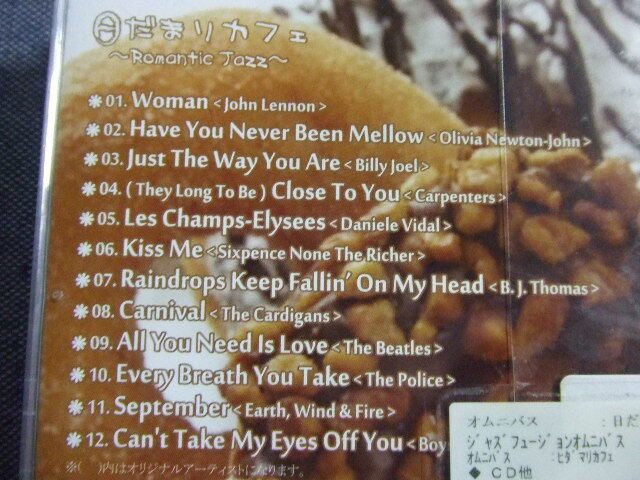 日だまりカフェ
～Romantic Jazz～
01. Woman <John Lennon>
02. Have You Never Been Mellow <Olivia Newton-John>
03. Just The Way You Are <Billy Joel>
04. (They Long To Be) Close To You <Carpenters>
05. Les Champs-Elysees <Daniele Vidal>
06. Kiss Me <Sixpence None The Richer>
07. Raindrops Keep Fallin' On My Head <B. J. Thomas>
08. Carnival <The Cardigans>
09. All You Need Is Love <The Beatles>
10. Every Breath You Take <The Police>
11. September <Earth, Wind & Fire>
12. Can't Take My Eyes Off You <Boy
※( )内はオリジナルアーティストになります。
オムニバス :日だ
ジャズフュージョンオムニバス
オムニバス :ヒダマリカフェ
◆ CD他